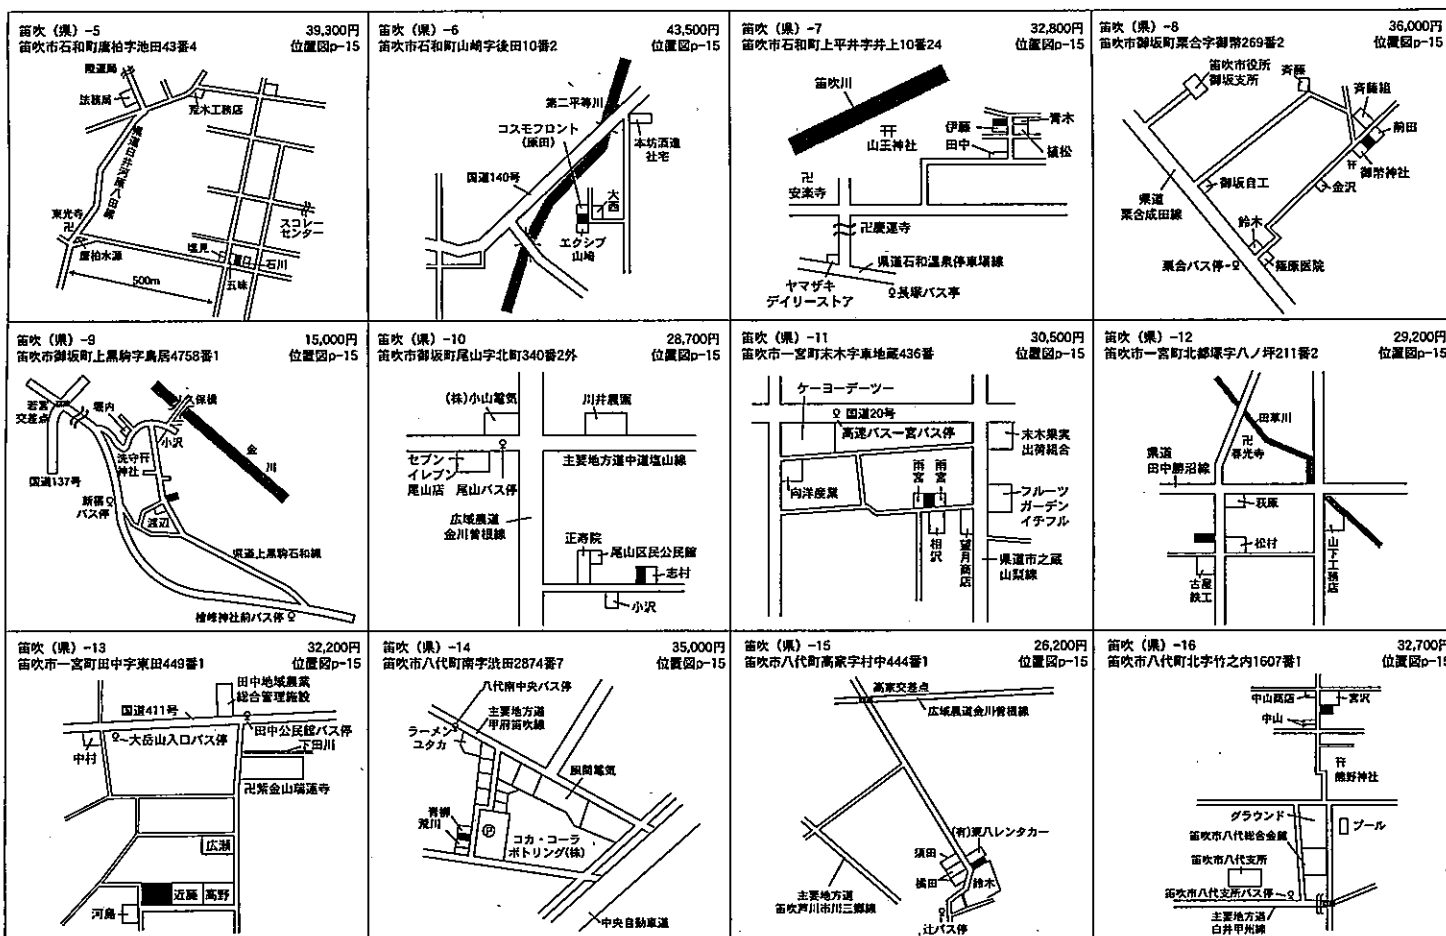 笛吹（県）-5 39,300円
笛吹市石和町唐柏字池田43番4 位置図p-15
陸運局
法務局
荒木工務店
東光寺
卍
唐柏水源
スコレー
センター
塩見
石川
五味
500m
笛吹（県）-6 43,500円
笛吹市石和町山崎字後田10番2 位置図p-15
第二平等川
コスモフロント
(原田)
本坊酒造
社宅
国道140号
大西
エクシブ
山崎
笛吹（県）-7 32,800円
笛吹市石和町上平井字井上10番24 位置図p-15
笛吹川
山王神社
伊藤
青木
田中
植松
卍
安楽寺
卍慶運寺
県道石和温泉停車場線
ヤマザキ
デイリーストア
長塚バス亭
笛吹（県）-8 36,000円
笛吹市御坂町栗合字御幣269番2 位置図p-15
笛吹市役所
御坂支所
斉藤
斉藤組
前田
御幣神社
金沢
御坂自工
県道
栗合成田線
鈴木
栗合バス停
篠原医院
笛吹（県）-9 15,000円
笛吹市御坂町上黒駒字鳥居4758番1 位置図p-15
若宮
交差点
堀内
久保橋
小沢
金川
神社
国道137号
新宿
バス停
渡辺
県道上黒駒石和線
檜峰神社前バス停
笛吹（県）-10 28,700円
笛吹市御坂町尾山字北町340番2外 位置図p-15
(株)小山電気
川井農園
セブン
イレブン
尾山店
尾山バス停
主要地方道中道塩山線
広域農道
金川曽根線
正寿院
尾山区民公民館
志村
小沢
笛吹（県）-11 30,500円
笛吹市一宮町末木字車地蔵436番 位置図p-15
ケーヨーデーツー
国道20号
高速バス一宮バス停
末木果実
出荷組合
向洋産業
雨宮
雨宮
フルーツ
ガーデン
イチフル
相沢
望月商店
県道市之蔵
山梨線
笛吹（県）-12 29,200円
笛吹市一宮町北都塚字八ノ坪211番2 位置図p-15
田草川
卍
春光寺
県道
田中勝沼線
荻原
松村
古屋
鉄工
山下工務店
笛吹（県）-13 32,200円
笛吹市一宮町田中字東田449番1 位置図p-15
田中地域農業
総合管理施設
国道411号
田中公民館バス停
大岳山入口バス停
下田川
中村
卍紫金山瑞蓮寺
広瀬
近藤
高野
河島
笛吹（県）-14 35,000円
笛吹市八代町南字渋田2874番7 位置図p-15
八代南中央バス停
主要地方道
甲府笛吹線
ラーメン
ユタカ
風間電気
青柳
荒川
P
コカ・コーラ
ボトリング(株)
中央自動車道
笛吹（県）-15 26,200円
笛吹市八代町高家字村中444番1 位置図p-15
高家交差点
広域農道金川曽根線
(有)東八レンタカー
須田
橘田
鈴木
主要地方道
笛吹芦川市川三郷線
辻バス停
笛吹（県）-16 32,700円
笛吹市八代町北字竹之内1607番1 位置図p-15
中山商店
宮沢
中山
熊野神社
グラウンド
プール
笛吹市八代総合会館
笛吹市八代支所
笛吹市八代支所バス停
主要地方道
白井甲州線